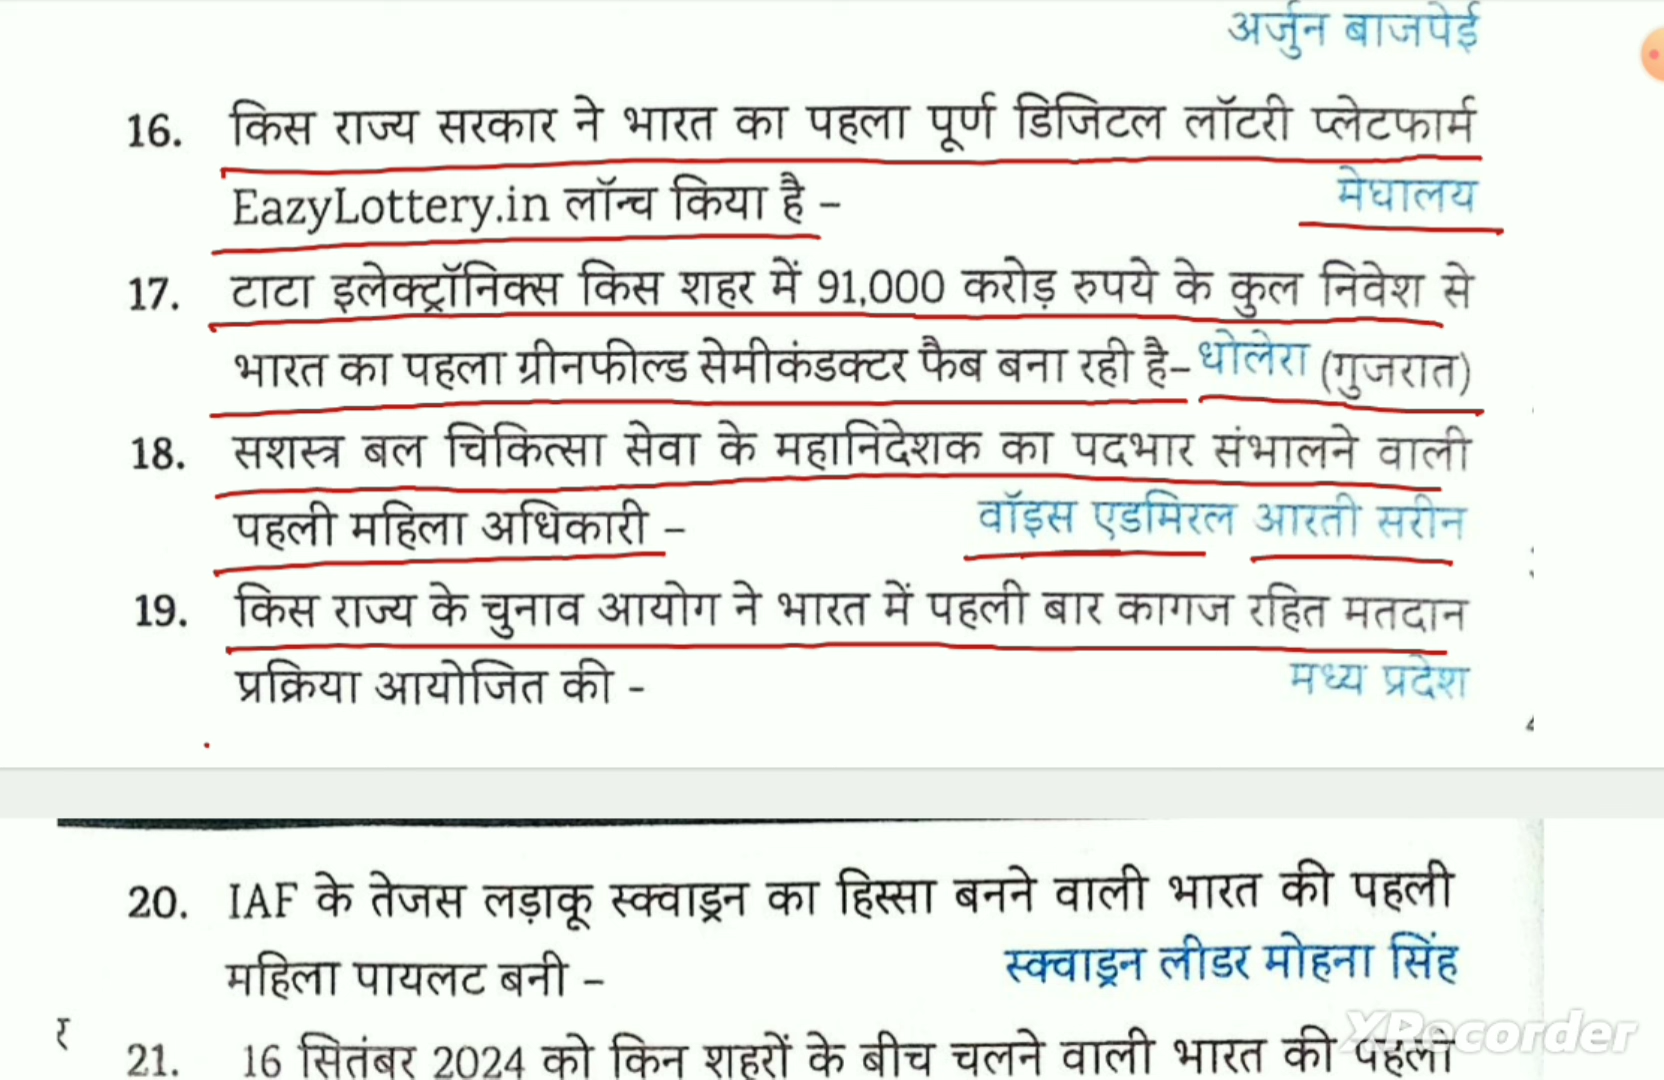 अर्जुन बाजपेई
16. किस राज्य सरकार ने भारत का पहला पूर्ण डिजिटल लॉटरी प्लेटफार्म
EazyLottery.in लॉन्च किया है – मेघालय
17. टाटा इलेक्ट्रॉनिक्स किस शहर में 91,000 करोड़ रुपये के कुल निवेश से
भारत का पहला ग्रीनफील्ड सेमीकंडक्टर फैब बना रही है– धोलेरा (गुजरात)
18. सशस्त्र बल चिकित्सा सेवा के महानिदेशक का पदभार संभालने वाली
पहली महिला अधिकारी – वॉइस एडमिरल आरती सरीन
19. किस राज्य के चुनाव आयोग ने भारत में पहली बार कागज रहित मतदान
प्रक्रिया आयोजित की - मध्य प्रदेश
20. IAF के तेजस लड़ाकू स्क्वाड्रन का हिस्सा बनने वाली भारत की पहली
महिला पायलट बनी – स्क्वाड्रन लीडर मोहना सिंह
र
21. 16 सितंबर 2024 को किन शहरों के बीच चलने वाली भारत की पहली
XRecorder